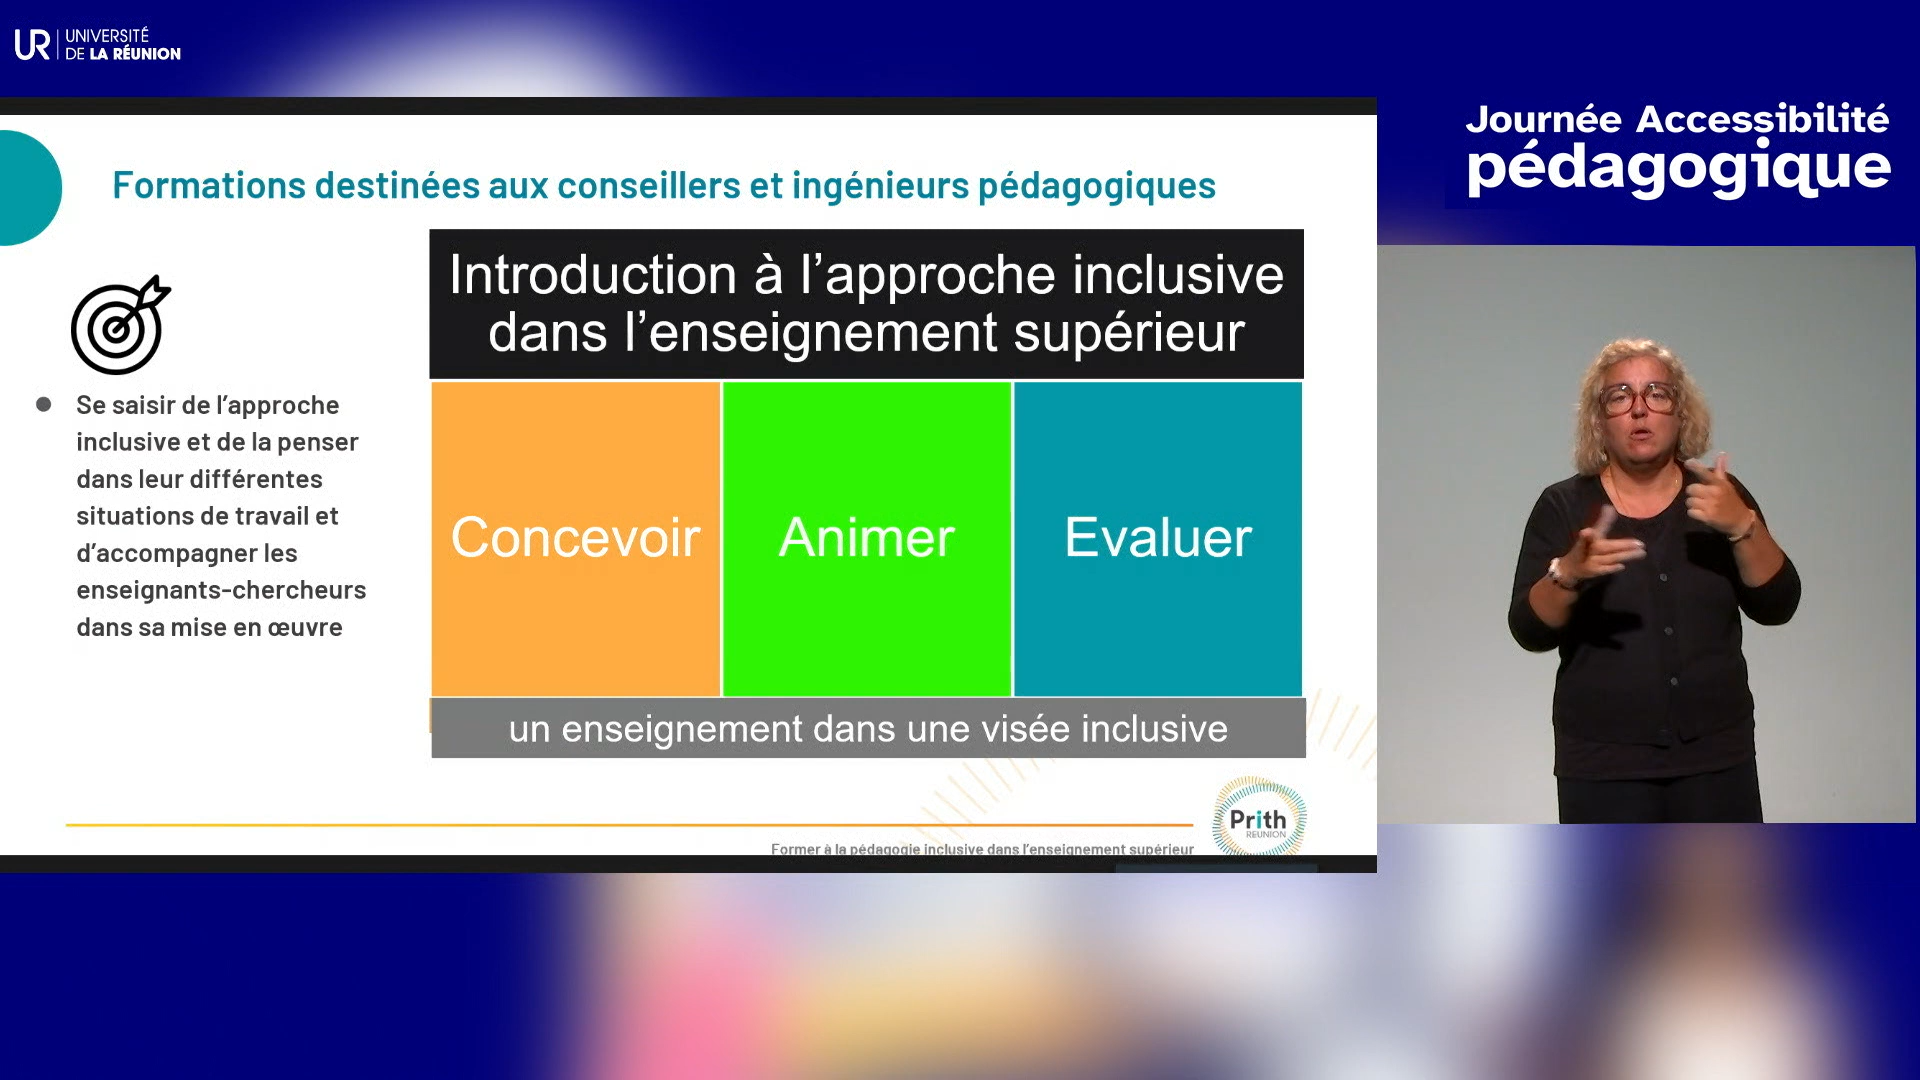 UR UNIVERSITÉ
DE LA RÉUNION
Journée Accessibilité
pédagogique
Formations destinées aux conseillers et ingénieurs pédagogiques
Introduction à l’approche inclusive
dans l’enseignement supérieur
Se saisir de l’approche
inclusive et de la penser
dans leur différentes
situations de travail et
d’accompagner les
enseignants-chercheurs
dans sa mise en œuvre
Concevoir
Animer
Evaluer
un enseignement dans une visée inclusive
Prith
REUNION
Former à la pédagogie inclusive dans l’enseignement supérieur